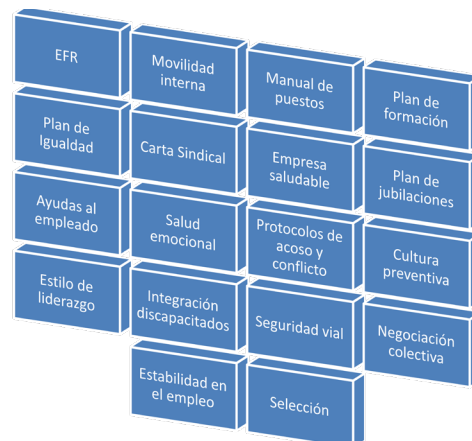 EFR
Movilidad
interna
Manual de
puestos
Plan de
formación
Plan de
Igualdad
Carta Sindical
Empresa
saludable
Plan de
jubilaciones
Ayudas al
empleado
Salud
emocional
Protocolos de
acoso y
conflicto
Cultura
preventiva
Estilo de
liderazgo
Integración
discapacitados
Seguridad vial
Negociación
colectiva
Estabilidad en
el empleo
Selección